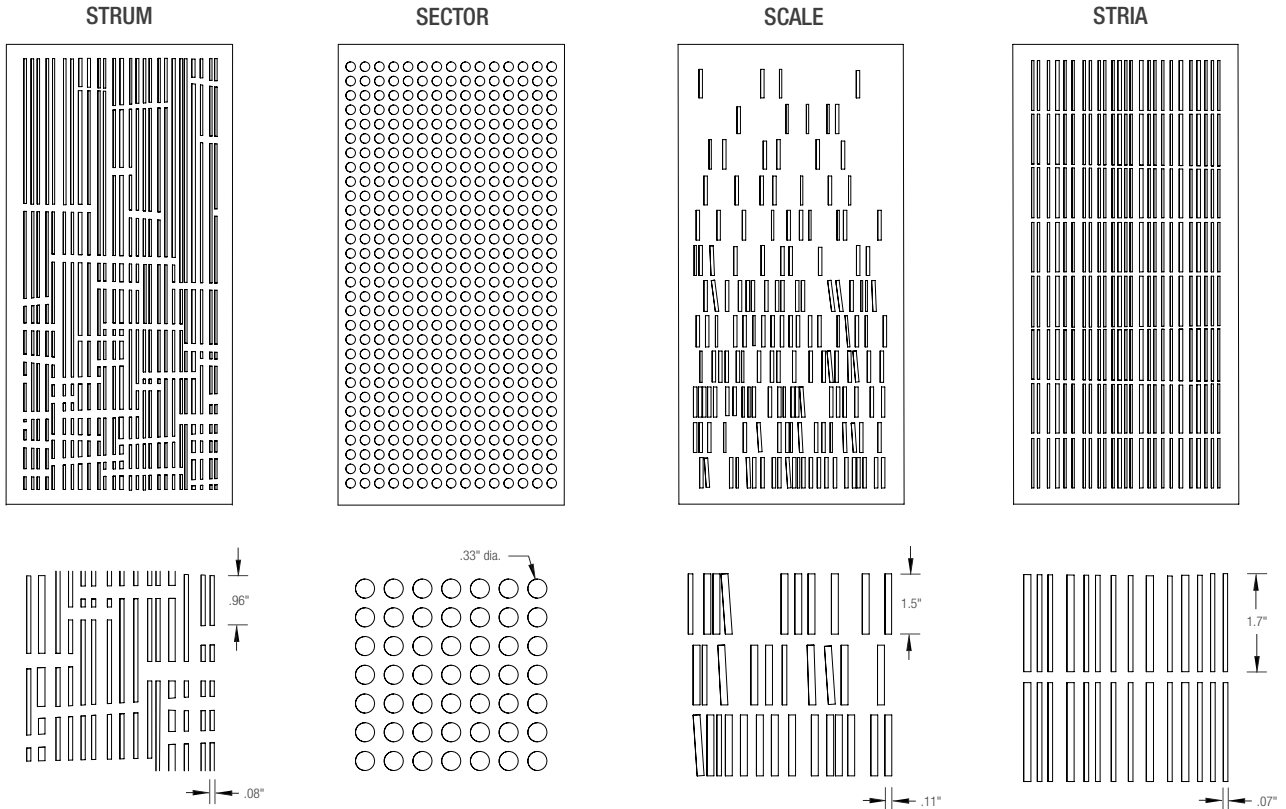 STRUM
SECTOR
SCALE
STRIA
.96"
.08"
.33" dia.
1.5"
.11"
1.7"
.07"